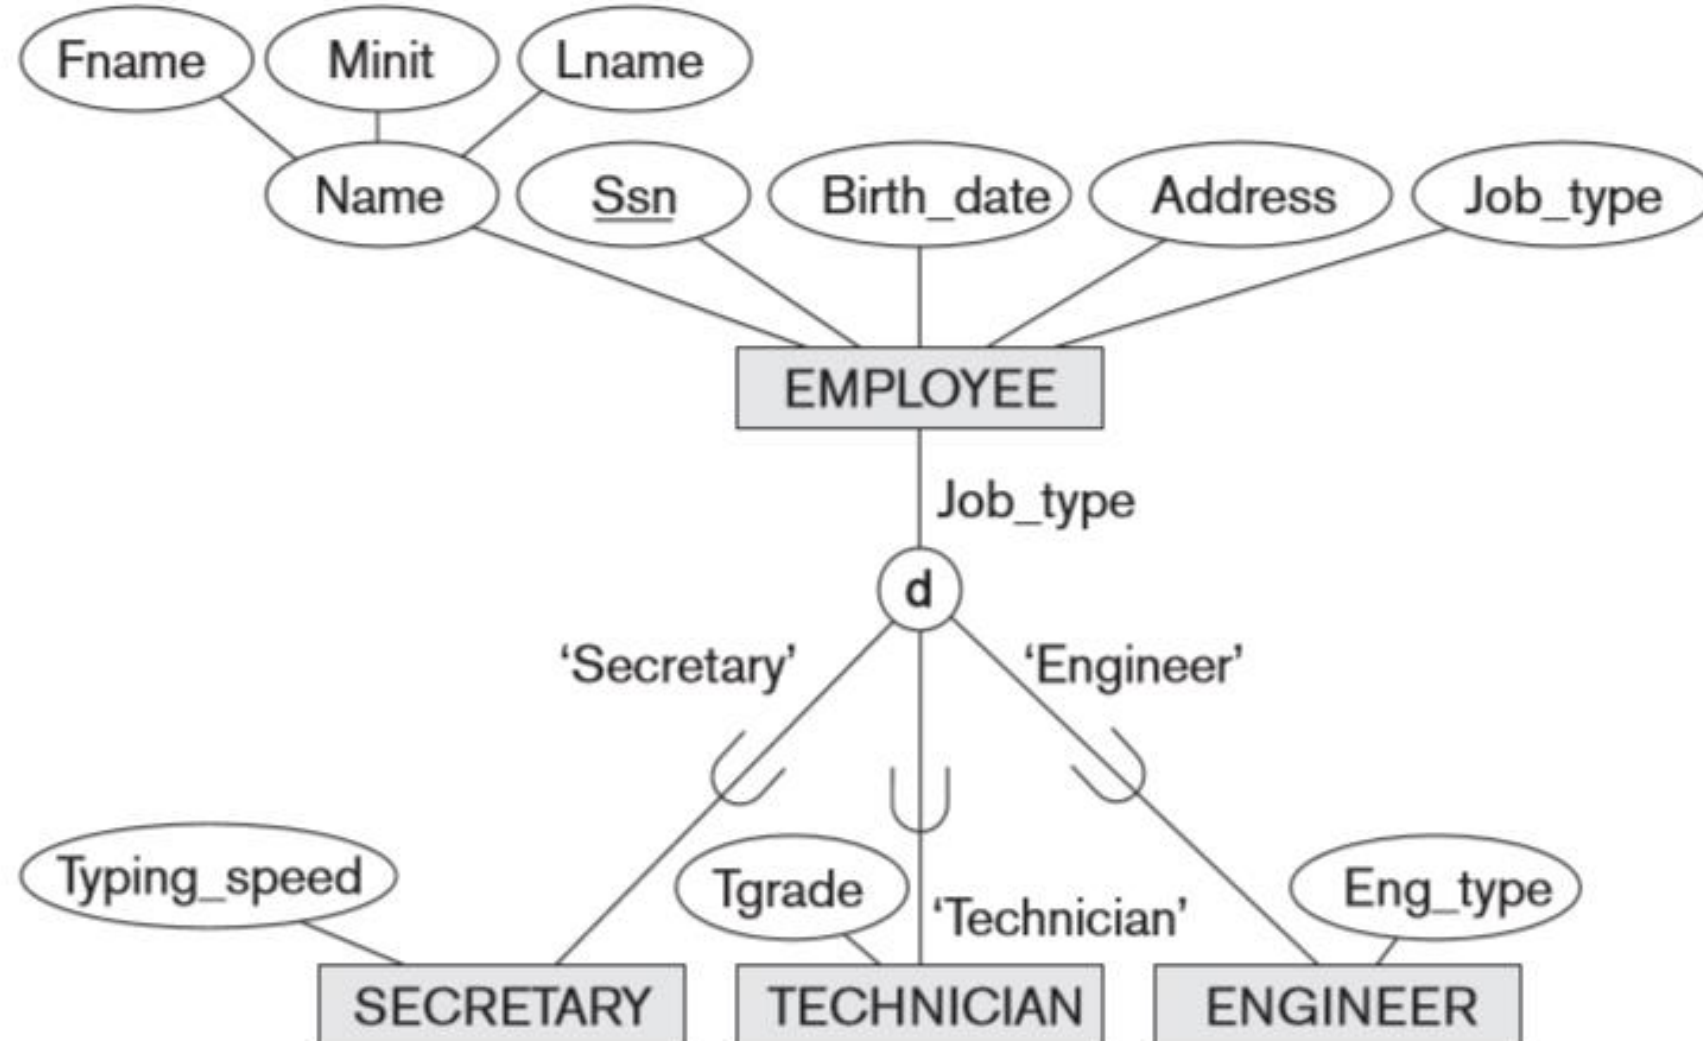 Fname Minit Lname
Name Ssn Birth_date Address Job_type
EMPLOYEE
Job_type
d
‘Secretary’ ‘Engineer’
Typing_speed Tgrade Eng_type
‘Technician’
SECRETARY TECHNICIAN ENGINEER